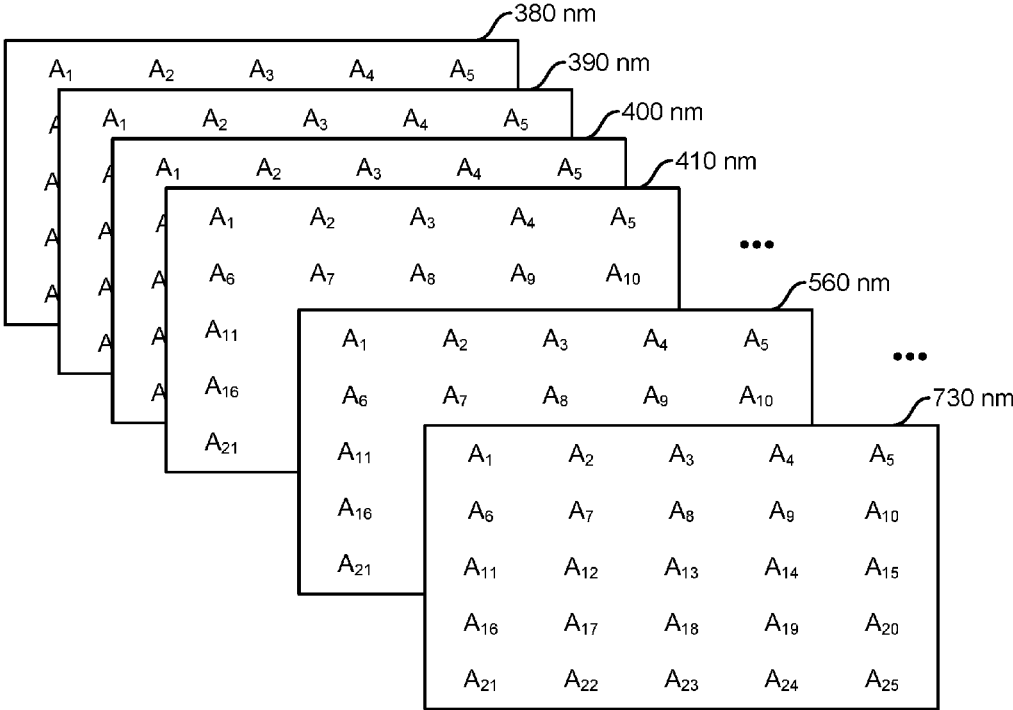 380 nm
A₁ A₂ A₃ A₄ A₅
390 nm
A₁ A₂ A₃ A₄ A₅
400 nm
A₁ A₂ A₃ A₄ A₅
410 nm
A₁ A₂ A₃ A₄ A₅
A₆ A₇ A₈ A₉ A₁₀
A₁₁
A₁₆
A₂₁
•••
560 nm
A₁ A₂ A₃ A₄ A₅
A₆ A₇ A₈ A₉ A₁₀
A₁₁
A₁₆
A₂₁
•••
730 nm
A₁ A₂ A₃ A₄ A₅
A₆ A₇ A₈ A₉ A₁₀
A₁₁ A₁₂ A₁₃ A₁₄ A₁₅
A₁₆ A₁₇ A₁₈ A₁₉ A₂₀
A₂₁ A₂₂ A₂₃ A₂₄ A₂₅